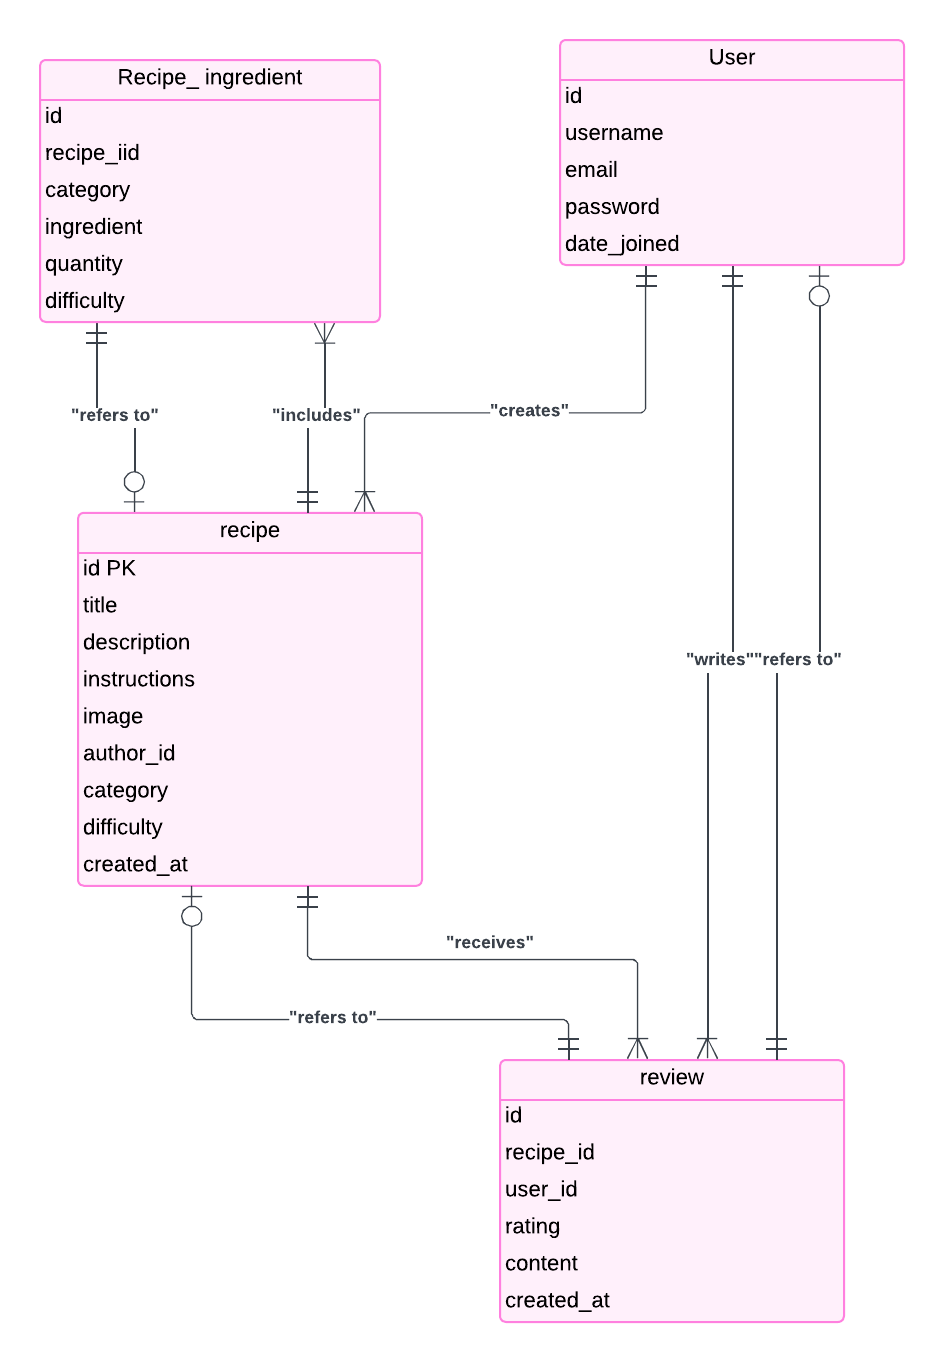 Recipe_ ingredient
id
recipe_iid
category
ingredient
quantity
difficulty
User
id
username
email
password
date_joined
"refers to"
"includes"
"creates"
recipe
id PK
title
description
instructions
image
author_id
category
difficulty
created_at
"writes"
"refers to"
"receives"
"refers to"
review
id
recipe_id
user_id
rating
content
created_at